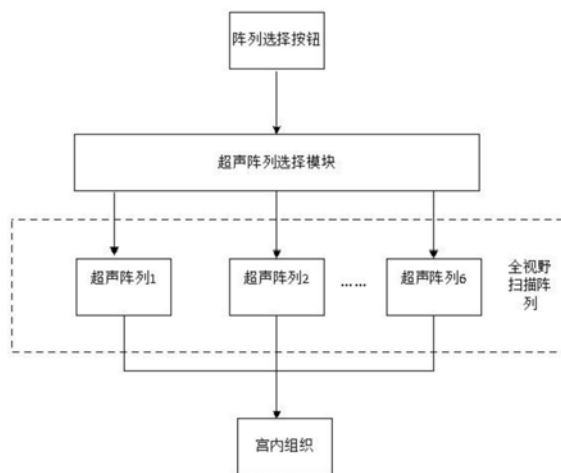 阵列选择按钮
超声阵列选择模块
超声阵列1
超声阵列2
……
超声阵列6
全视野
扫描阵
列
宫内组织